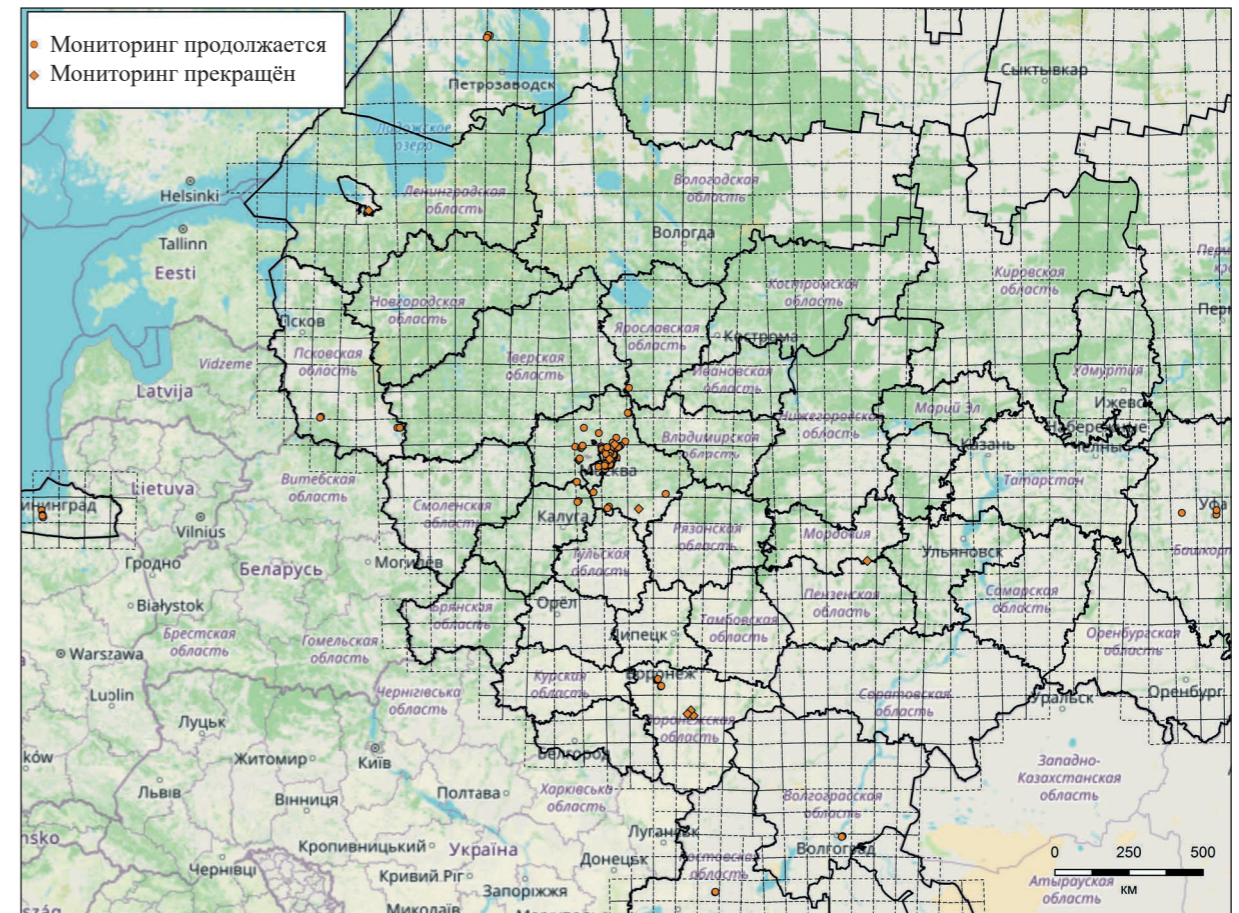 Мониторинг продолжается
Мониторинг прекращён
Петрозаводск
Сыктывкар
Ладожское
озеро
Helsinki
Ленинградская
область
Вологодская
область
Tallinn
Вологда
Eesti
Кировская
область
Костромская
область
Новгородская
область
Псков
Ярославская
область
Кострома
Псковская
область
Vidzeme
Тверская
область
Ивановская
область
Удмуртия
Latvija
Ижевск
Марий Эл
Нижегородская
область
Набережные
Челны
Владимирская
область
Казань
Москва
Витебская
область
Татарстан
Lietuva
Смоленская
область
нинград
Калуга
Уфа
Vilnius
Рязанская
область
Мордовия
Ульяновск
Тульская
область
Гродно
Беларусь
Могилёв
Самарская
область
Пензенская
область
Białystok
Брянская
область
Орёл
Тамбовская
область
Брестская
область
Гомельская
область
Липецк
Оренбургская
область
Warszawa
Воронеж
Курская
область
Lublin
Чернігівська
область
Саратовская
область
Уральск
Оренбург
Луцьк
Воронежская
область
Житомир
Київ
Белгород
Западно-
Казахстанская
область
ków
Львів
Вінниця
Полтава
Харківська
область
Волгоградская
область
nsko
Луганськ
Кропивницький
Україна
Волгоград
Донецьк
Ростовская
область
Чернівці
Кривий Ріг
Запоріжжя
Миколаїв
0 250 500
км
Атырауская
область